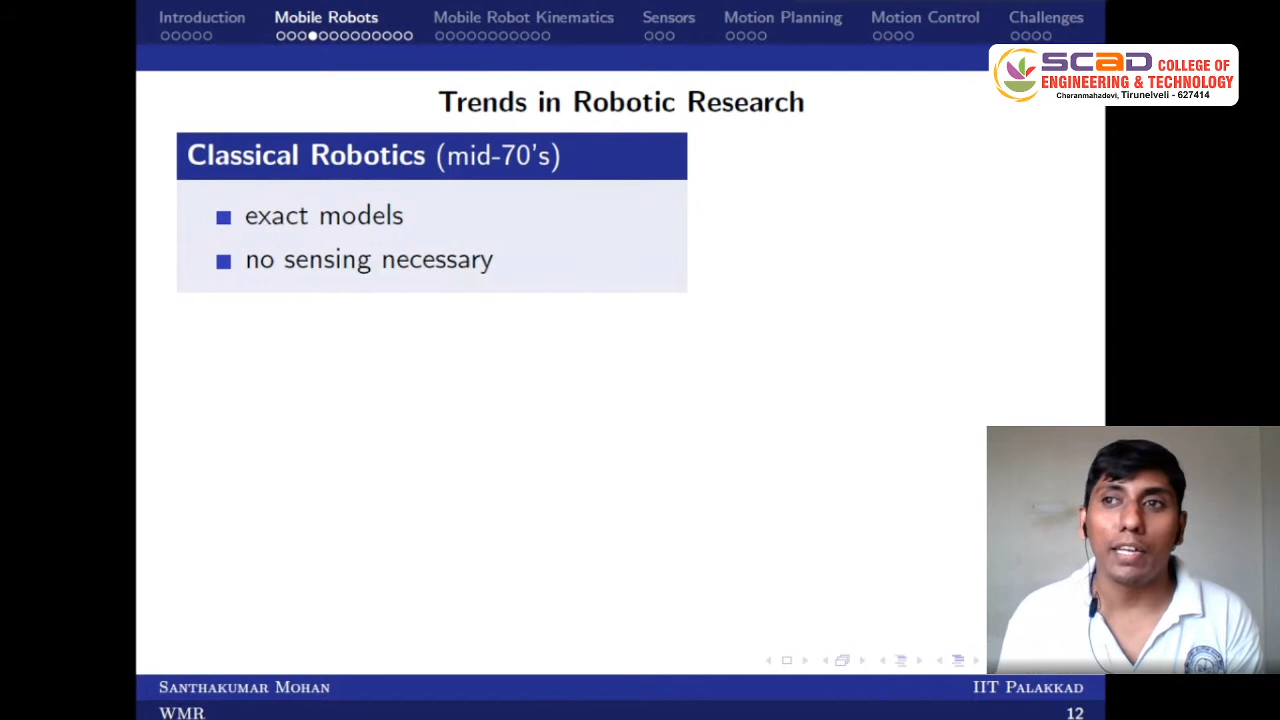 Introduction
Mobile Robots
Mobile Robot Kinematics
Sensors
Motion Planning
Motion Control
Challenges
SCAD COLLEGE OF
ENGINEERING & TECHNOLOGY
Cheranmahadevi, Tirunelveli - 627414
Trends in Robotic Research
Classical Robotics (mid-70's)
exact models
no sensing necessary
SANTHAKUMAR MOHAN
IIT PALAKKAD
WMR
12